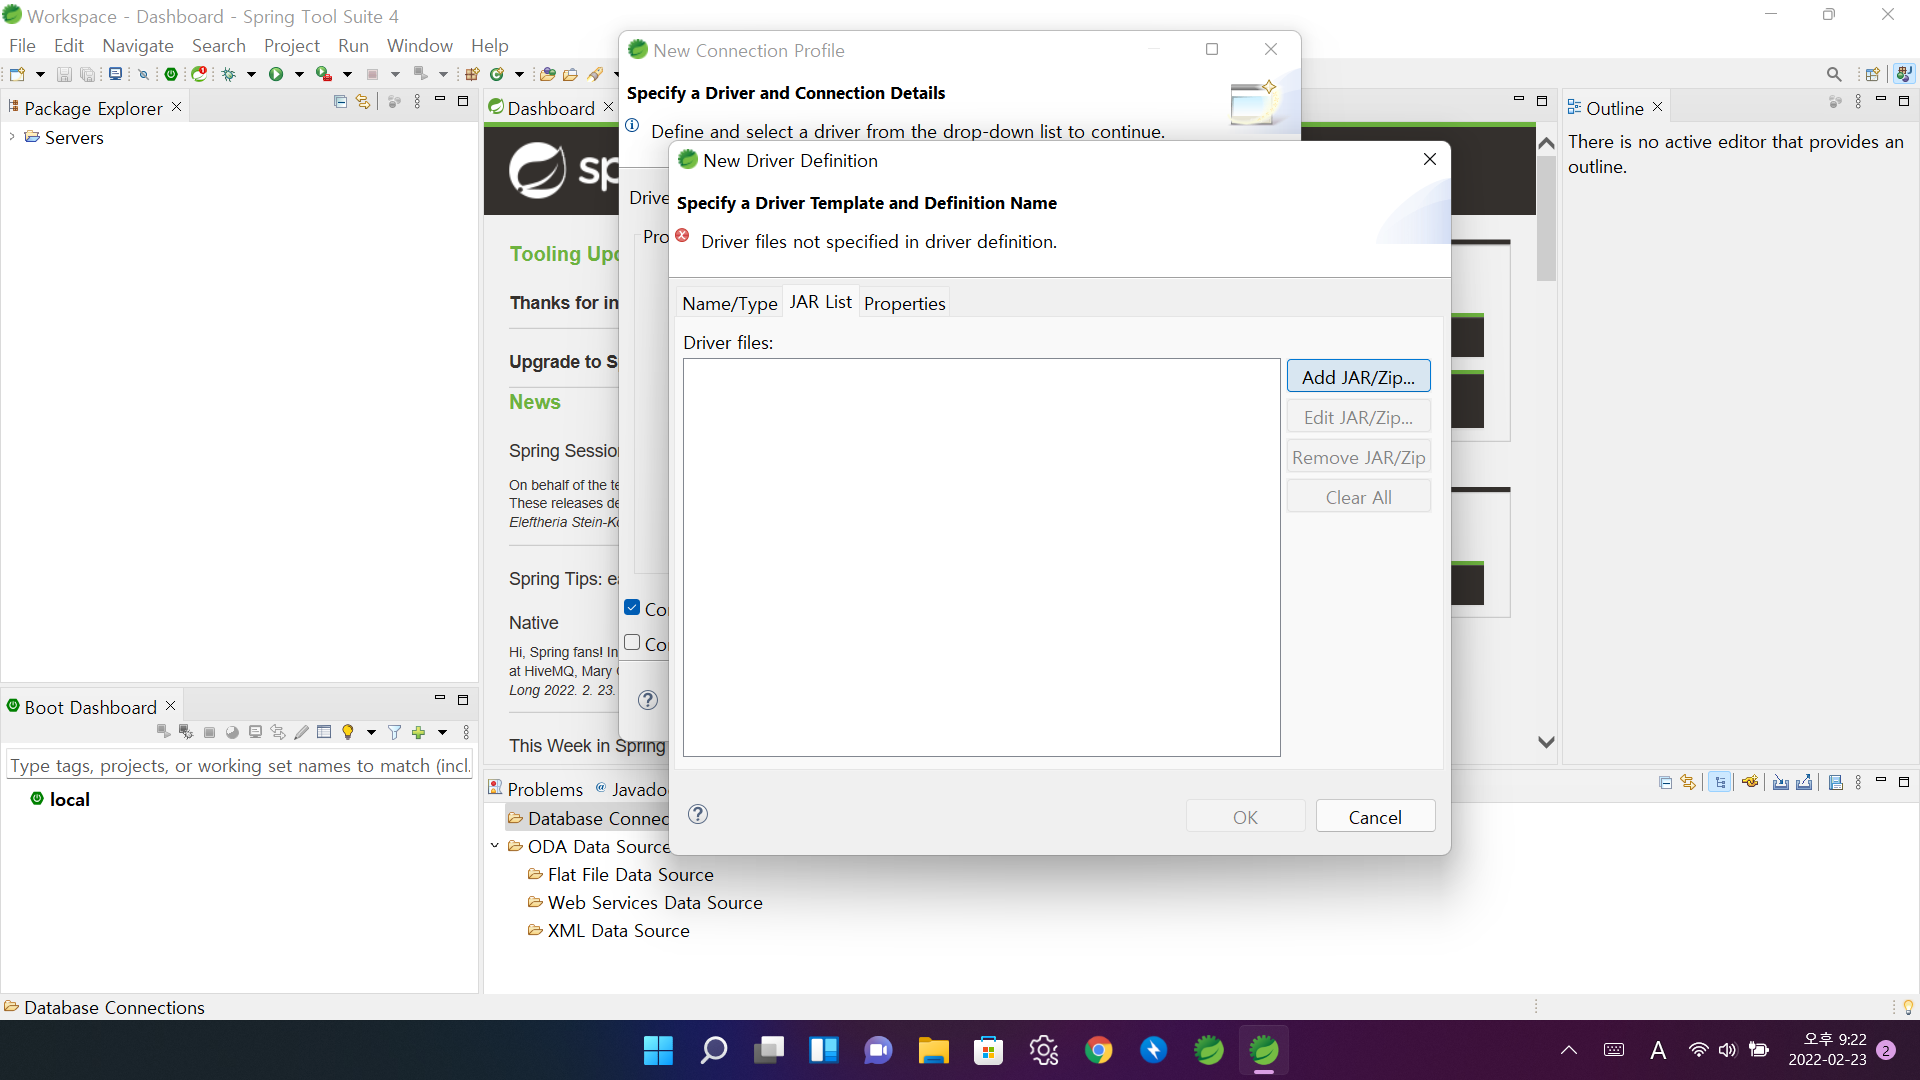 Workspace - Dashboard - Spring Tool Suite 4
File Edit Navigate Search Project Run Window Help
Package Explorer
Servers
Dashboard
sp
Tooling Upd
Thanks for in
Upgrade to S
News
Spring Session
On behalf of the te
These releases de
Eleftheria Stein-Ko
Spring Tips: ea
Native
Hi, Spring fans! In
at HiveMQ, Mary
Long 2022. 2. 23.
This Week in Spring
New Connection Profile
Specify a Driver and Connection Details
Define and select a driver from the drop-down list to continue.
Drive
Pro
Co
Co
New Driver Definition
Specify a Driver Template and Definition Name
Driver files not specified in driver definition.
Name/Type JAR List Properties
Driver files:
Add JAR/Zip...
Edit JAR/Zip...
Remove JAR/Zip
Clear All
OK Cancel
Outline
There is no active editor that provides an
outline.
Boot Dashboard
Type tags, projects, or working set names to match (incl.
local
Problems @ Javado
Database Connec
ODA Data Source
Flat File Data Source
Web Services Data Source
XML Data Source
Database Connections
A
오후 9:22
2022-02-23
2